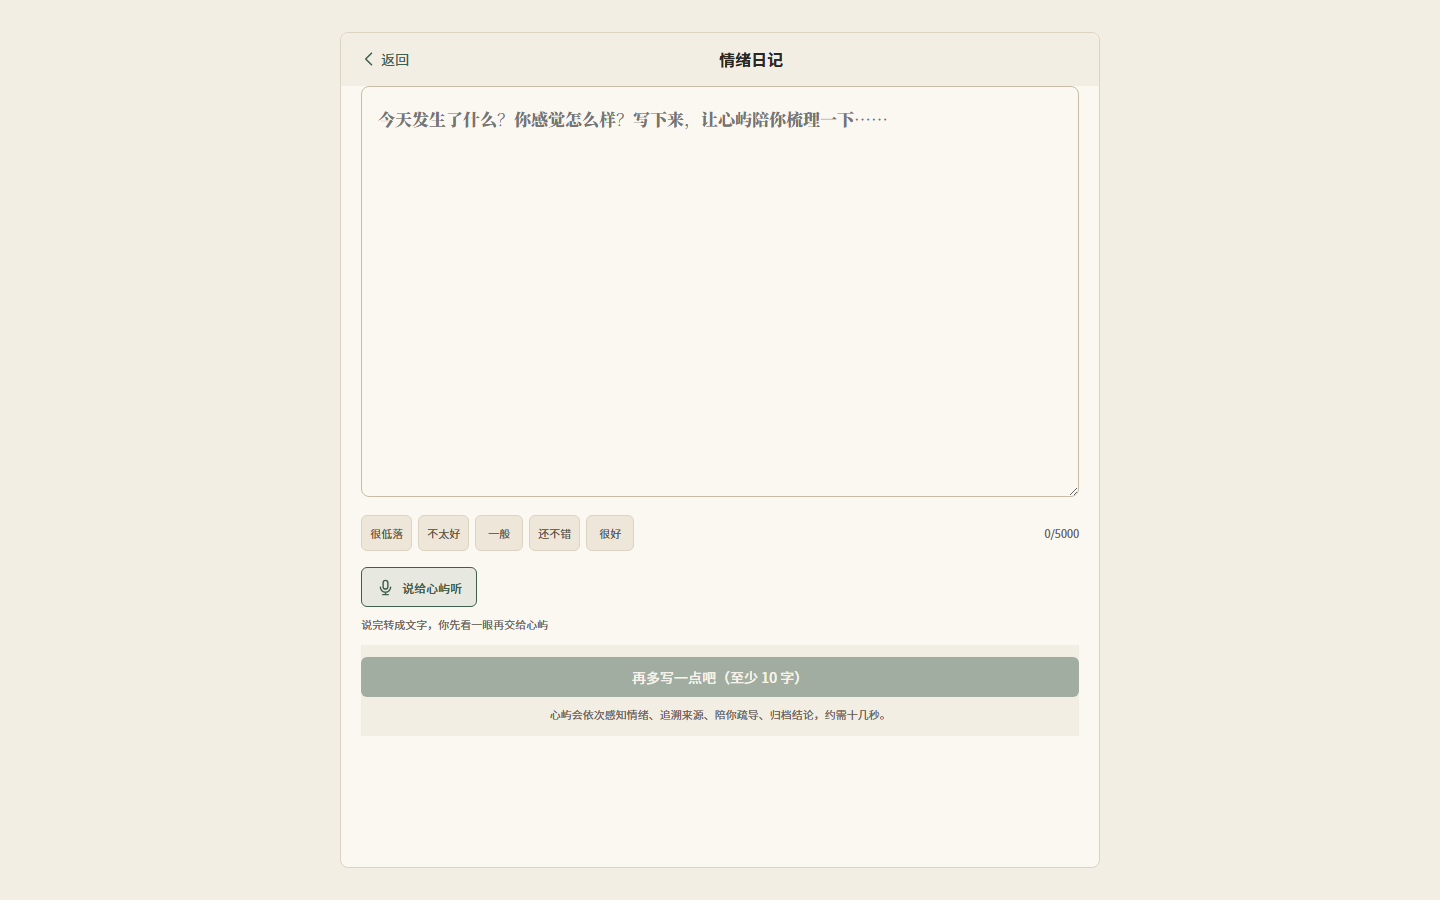 返回
情绪日记
今天发生了什么？你感觉怎么样？写下来，让心屿陪你梳理一下……
很低落
不太好
一般
还不错
很好
0/5000
说给心屿听
说完转成文字，你先看一眼再交给心屿
再多写一点吧（至少 10 字）
心屿会依次感知情绪、追溯来源、陪你疏导、归档结论，约需十几秒。